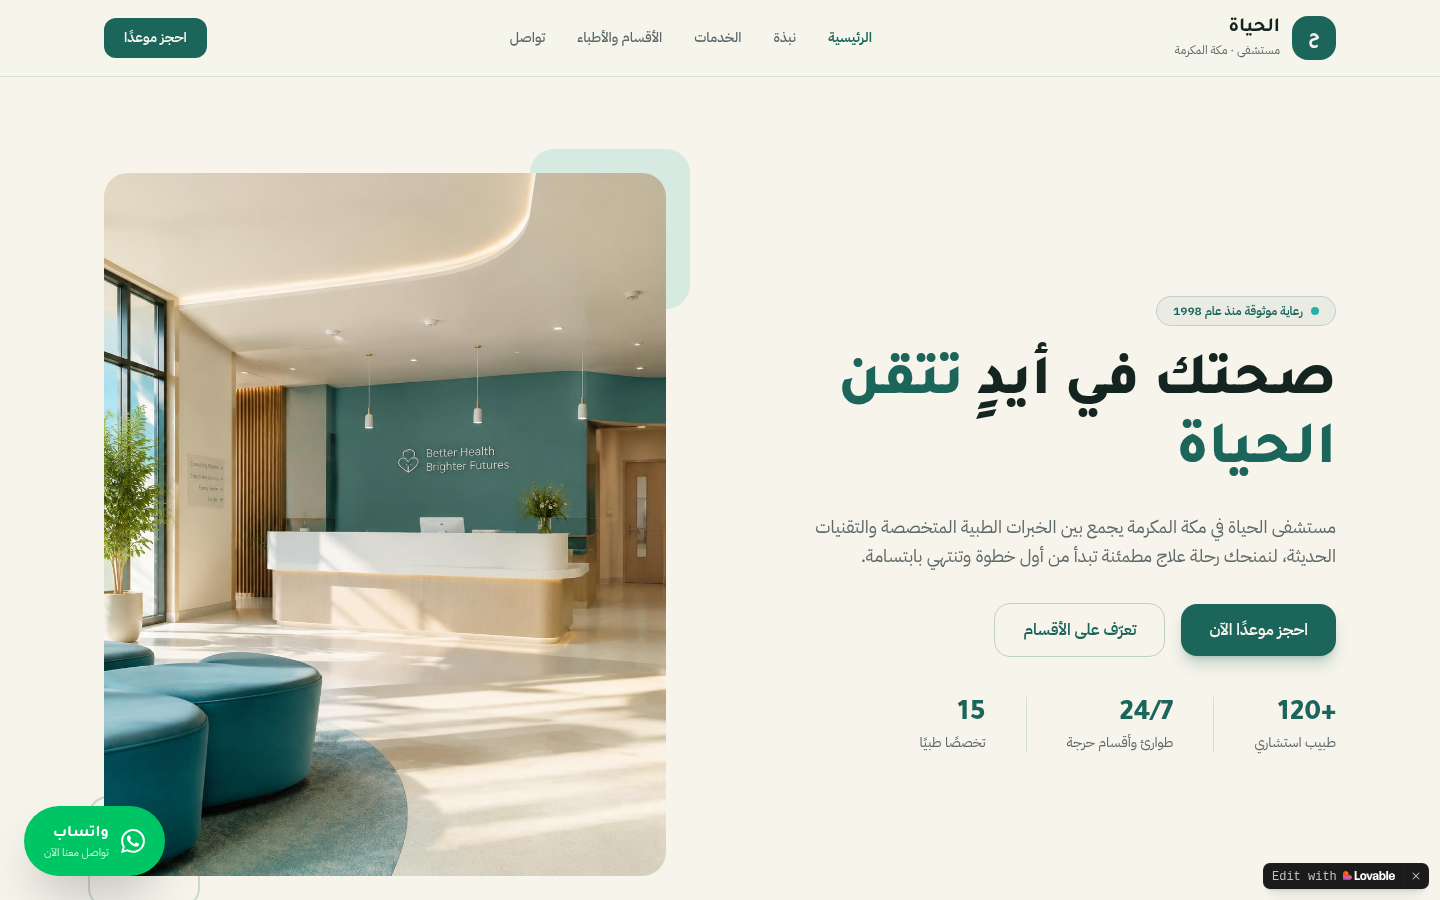 الحياة
مستشفى · مكة المكرمة
ح
الرئيسية
نبذة
الخدمات
الأقسام والأطباء
تواصل
احجز موعدًا
رعاية موثوقة منذ عام 1998
صحتك في أيدٍ تتقن
الحياة
مستشفى الحياة في مكة المكرمة يجمع بين الخبرات الطبية المتخصصة والتقنيات
الحديثة، لنمنحك رحلة علاج مطمئنة تبدأ من أول خطوة وتنتهي بابتسامة.
احجز موعدًا الآن
تعرّف على الأقسام
120+
طبيب استشاري
24/7
طوارئ وأقسام حرجة
15
تخصصًا طبيًا
Better Health
Brighter Futures
واتساب
تواصل معنا الآن
Edit with Lovable ×